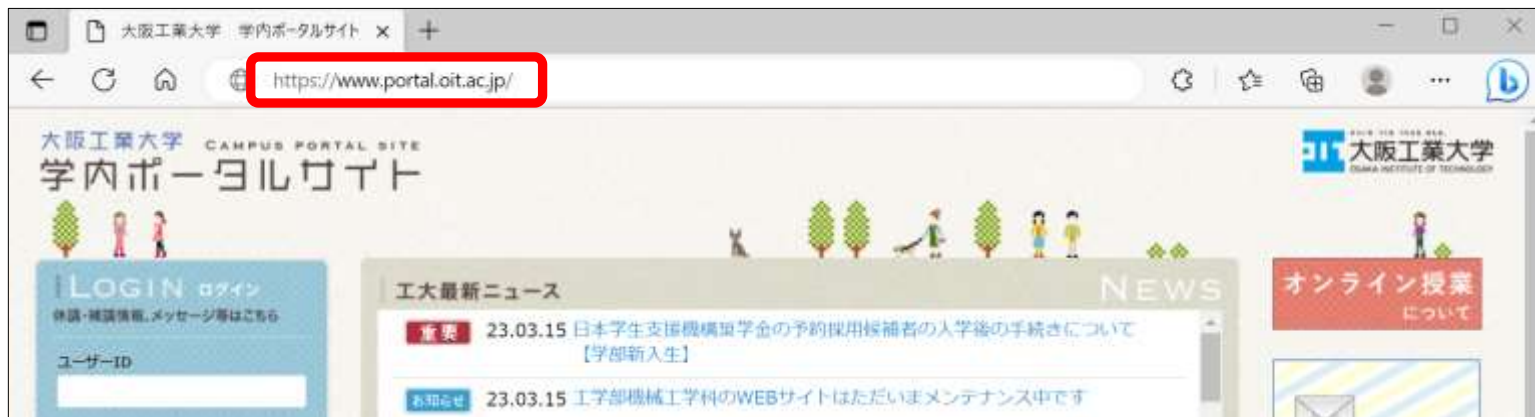 大阪工業大学 学内ポータルサイト
https://www.portal.oit.ac.jp/
大阪工業大学 CAMPUS PORTAL SITE
学内ポータルサイト
大阪工業大学
OSAKA INSTITUTE OF TECHNOLOGY
LOGIN ログイン
休講・補講情報、メッセージ等はこちら
ユーザーID
工大最新ニュース
NEWS
重要 23.03.15 日本学生支援機構奨学金の予約採用候補者の入学後の手続きについて
【学部新入生】
お知らせ 23.03.15 工学部機械工学科のWEBサイトはただいまメンテナンス中です
オンライン授業
について